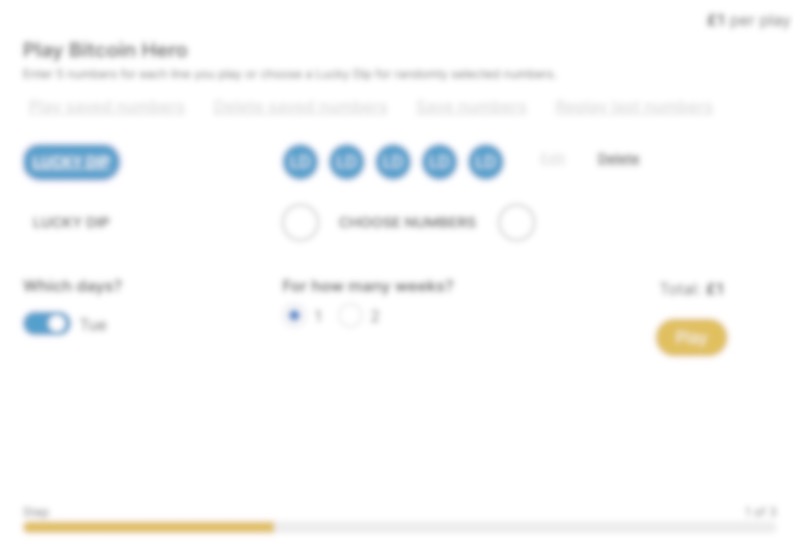 £1 per play
Play Bitcoin Hero
Enter 5 numbers for each line you play or choose a Lucky Dip for randomly selected numbers.
Play saved numbers Delete saved numbers Save numbers Replay last numbers
LUCKY DIP LD LD LD LD LD Edit Delete
LUCKY DIP CHOOSE NUMBERS
Which days? For how many weeks? Total: £1
Tue 1 2 Play
Step 1 of 3